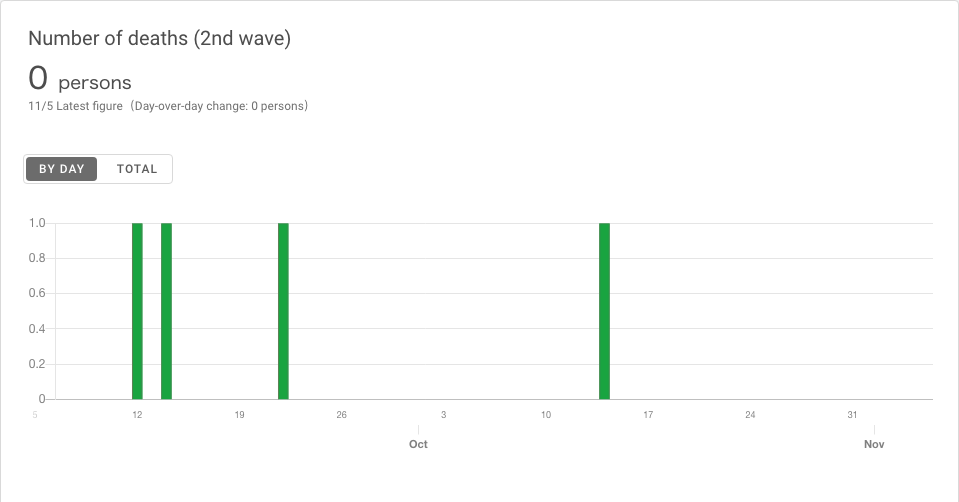 Number of deaths (2nd wave)
0 persons
11/5 Latest figure（Day-over-day change: 0 persons）
BY DAY TOTAL
1.0
0.8
0.6
0.4
0.2
0
5 12 19 26 3 10 17 24 31
Oct Nov